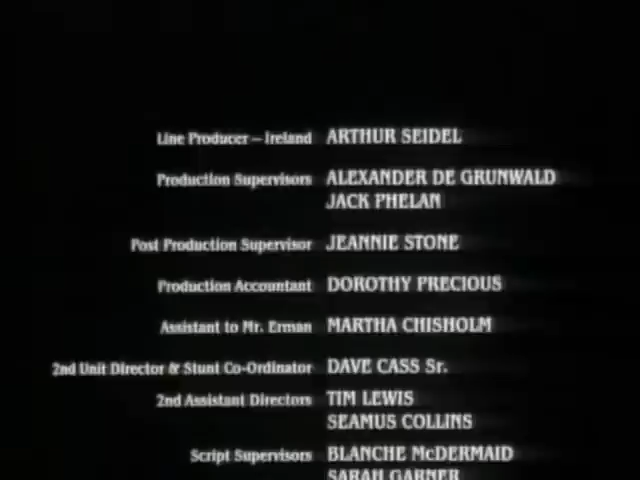 Line Producer – Ireland ARTHUR SEIDEL
Production Supervisors ALEXANDER DE GRUNWALD
JACK PHELAN
Post Production Supervisor JEANNIE STONE
Production Accountant DOROTHY PRECIOUS
Assistant to Mr. Erman MARTHA CHISHOLM
2nd Unit Director & Stunt Co-Ordinator DAVE CASS Sr.
2nd Assistant Directors TIM LEWIS
SEAMUS COLLINS
Script Supervisors BLANCHE McDERMAID
SARAH GARNER